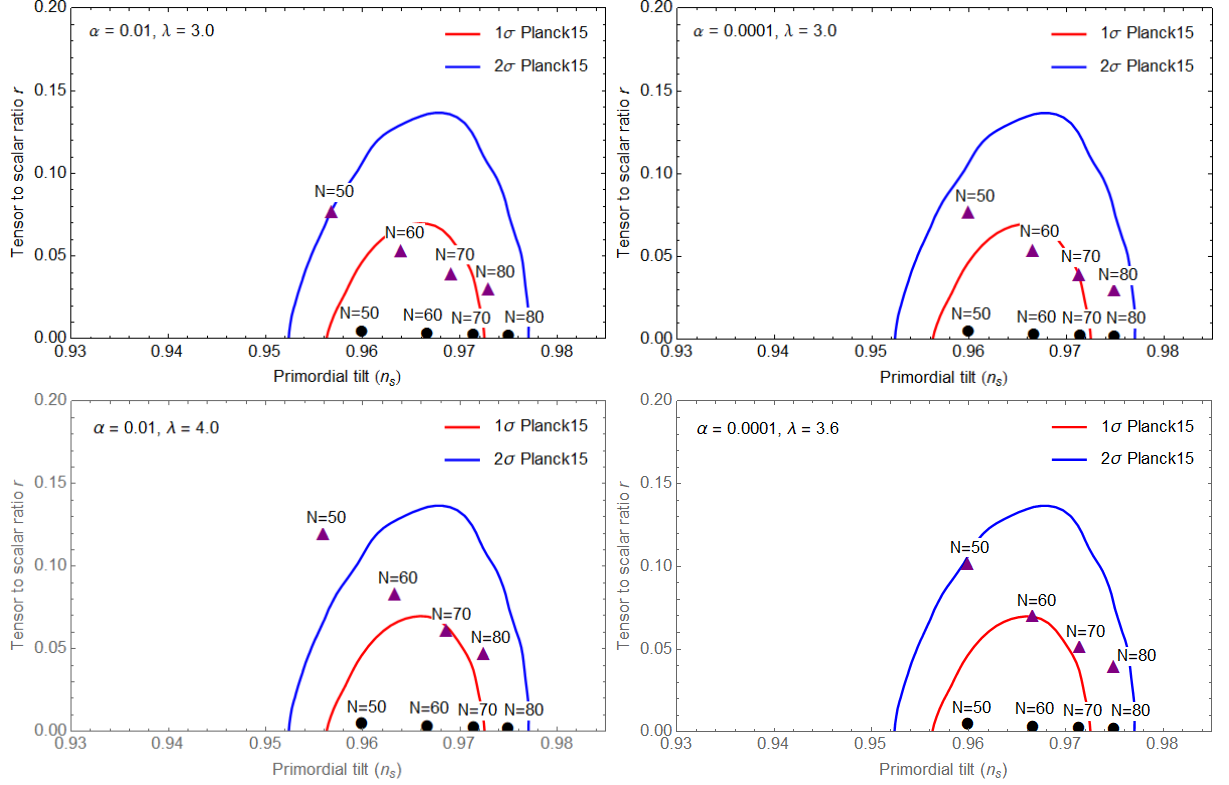 0.20
0.15
0.10
0.05
0.00
Tensor to scalar ratio r
α = 0.01, λ = 3.0
1σ Planck15
2σ Planck15
N=50
N=60
N=70
N=80
N=50
N=60
N=70
N=80
0.93
0.94
0.95
0.96
0.97
0.98
Primordial tilt (ns)
0.20
0.15
0.10
0.05
0.00
Tensor to scalar ratio r
α = 0.0001, λ = 3.0
1σ Planck15
2σ Planck15
N=50
N=60
N=70
N=80
N=50
N=60
N=70
N=80
0.93
0.94
0.95
0.96
0.97
0.98
Primordial tilt (ns)
0.20
0.15
0.10
0.05
0.00
Tensor to scalar ratio r
α = 0.01, λ = 4.0
1σ Planck15
2σ Planck15
N=50
N=60
N=70
N=80
N=50
N=60
N=70
N=80
0.93
0.94
0.95
0.96
0.97
0.98
Primordial tilt (ns)
0.20
0.15
0.10
0.05
0.00
Tensor to scalar ratio r
α = 0.0001, λ = 3.6
1σ Planck15
2σ Planck15
N=50
N=60
N=70
N=80
N=50
N=60
N=70
N=80
0.93
0.94
0.95
0.96
0.97
0.98
Primordial tilt (ns)